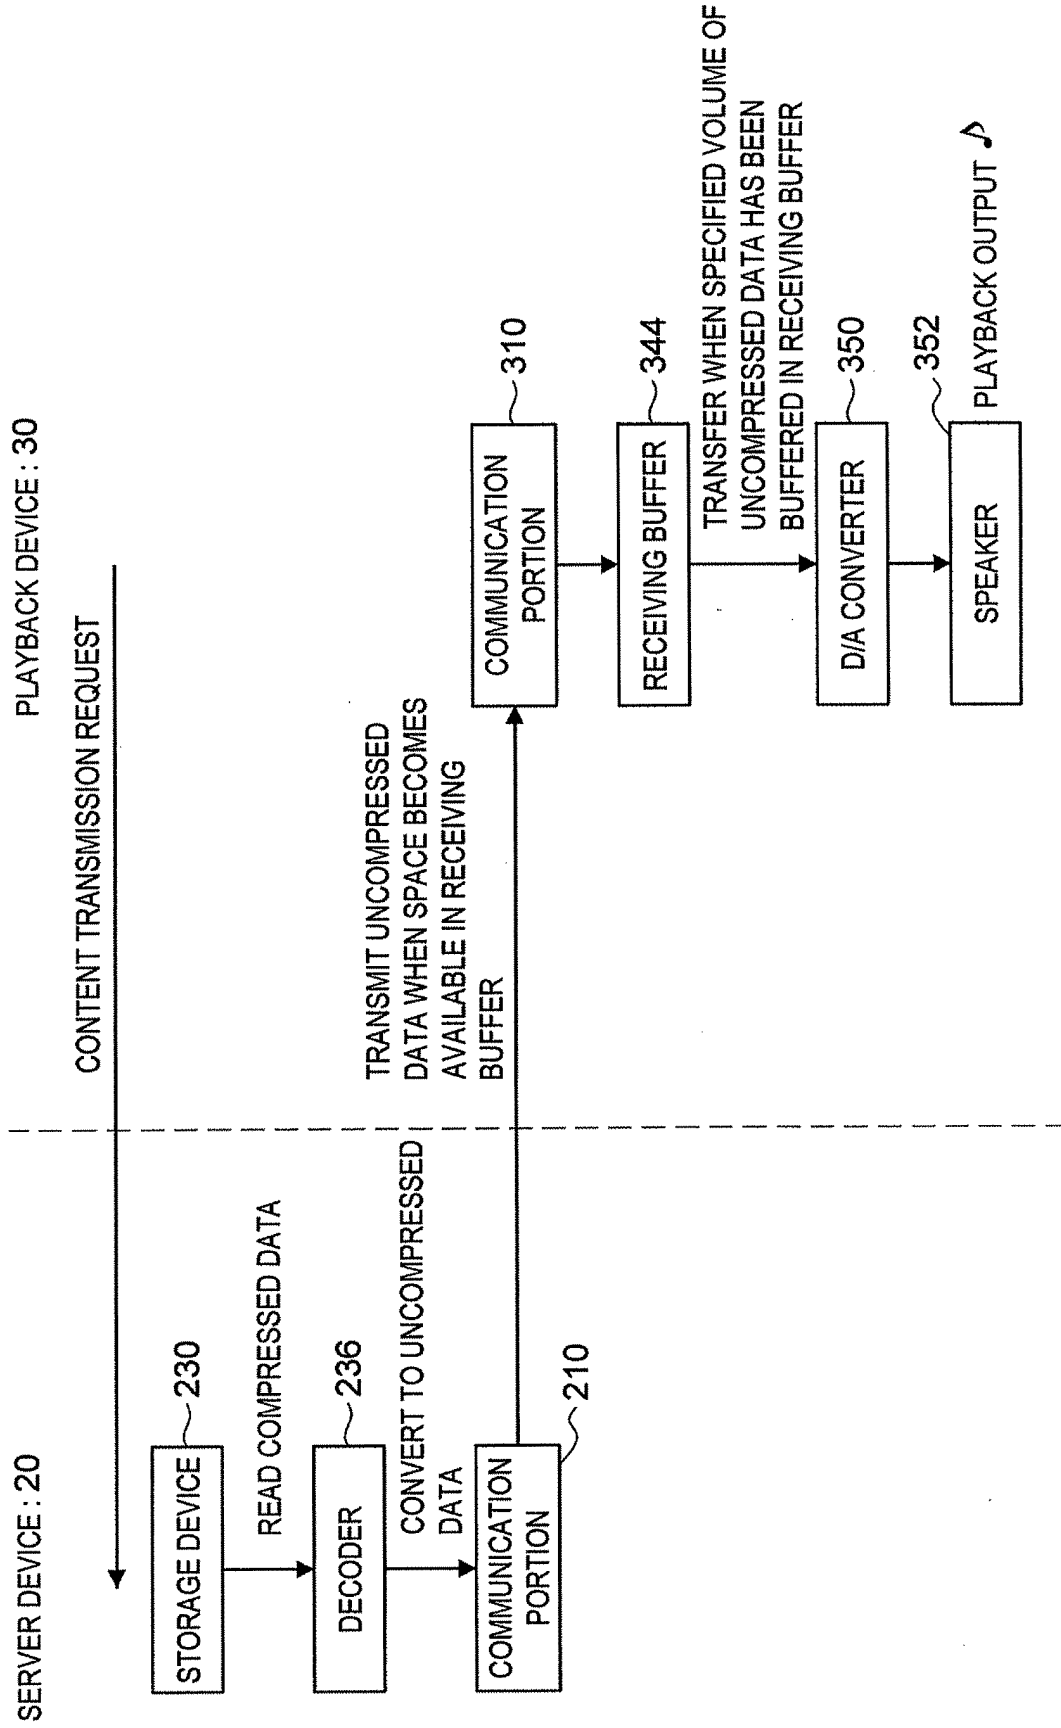 SERVER DEVICE : 20
PLAYBACK DEVICE : 30
CONTENT TRANSMISSION REQUEST
STORAGE DEVICE
230
READ COMPRESSED DATA
DECODER
236
CONVERT TO UNCOMPRESSED
DATA
COMMUNICATION
PORTION
210
TRANSMIT UNCOMPRESSED
DATA WHEN SPACE BECOMES
AVAILABLE IN RECEIVING
BUFFER
COMMUNICATION
PORTION
310
RECEIVING BUFFER
344
TRANSFER WHEN SPECIFIED VOLUME OF
UNCOMPRESSED DATA HAS BEEN
BUFFERED IN RECEIVING BUFFER
D/A CONVERTER
350
SPEAKER
352
PLAYBACK OUTPUT ♪